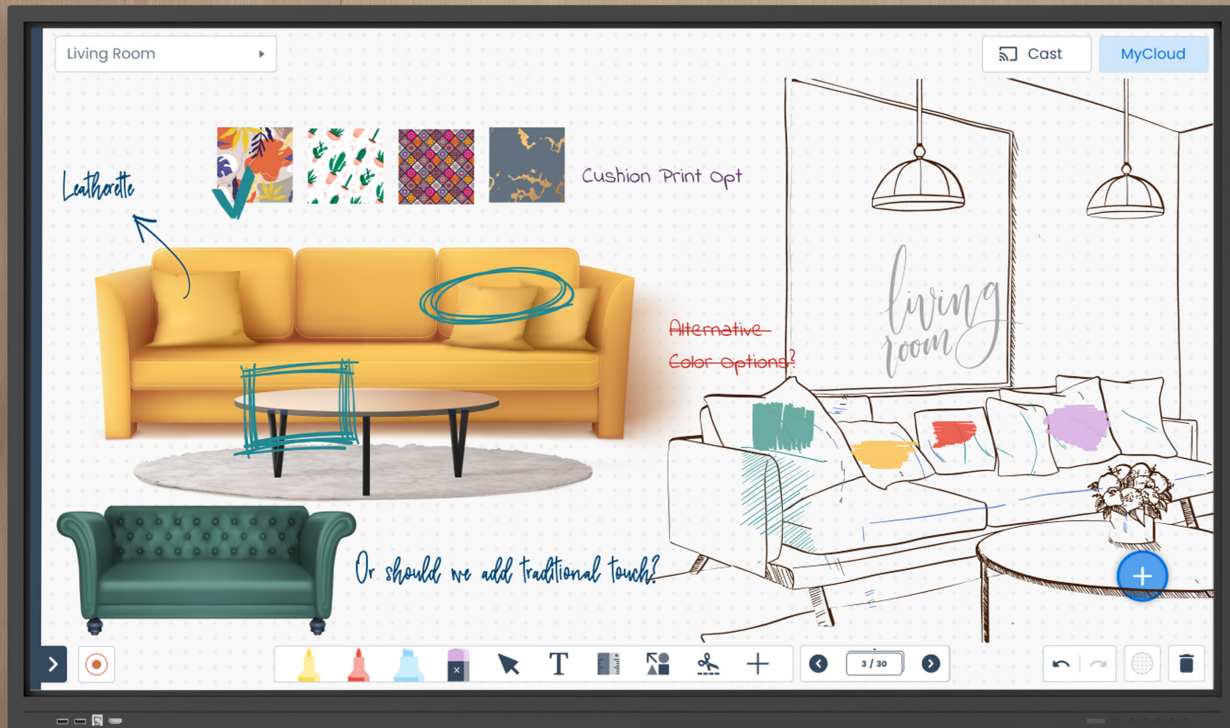 Living Room
Cast
MyCloud
Leatherette
Cushion Print Opt
living
room
Alternative
Color Options?
Or should we add traditional touch?
T
3 / 30